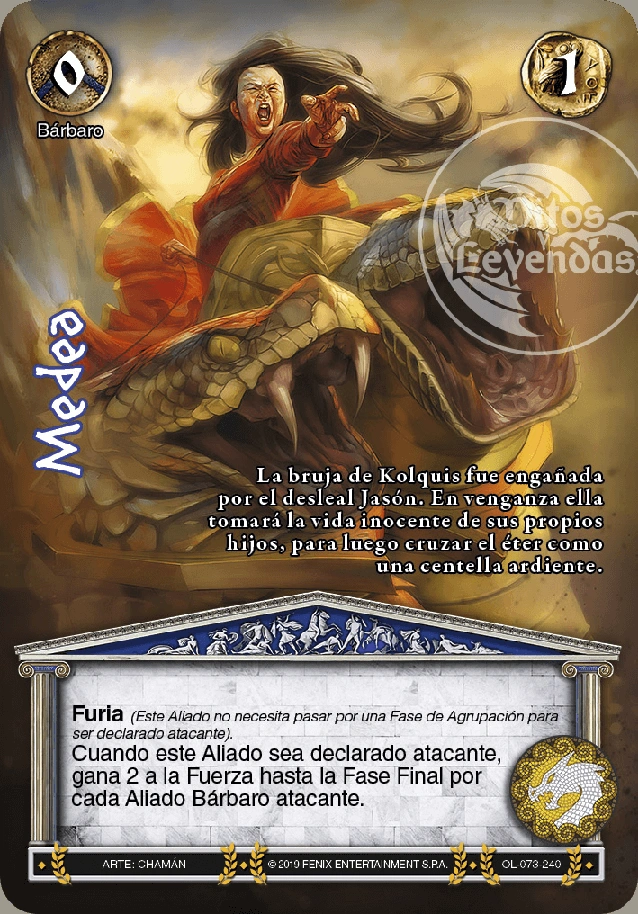 0
1
Bárbaro
Mitos
Leyendas
Medea
La bruja de Kolquis fue engañada
por el desleal Jasón. En venganza ella
tomará la vida inocente de sus propios
hijos, para luego cruzar el éter como
una centella ardiente.
Furia (Este Aliado no necesita pasar por una Fase de Agrupación para
ser declarado atacante).
Cuando este Aliado sea declarado atacante,
gana 2 a la Fuerza hasta la Fase Final por
cada Aliado Bárbaro atacante.
ARTE: CHAMAN
© 2019 FENIX ENTERTAINMENT S.P.A.
OL-073-240